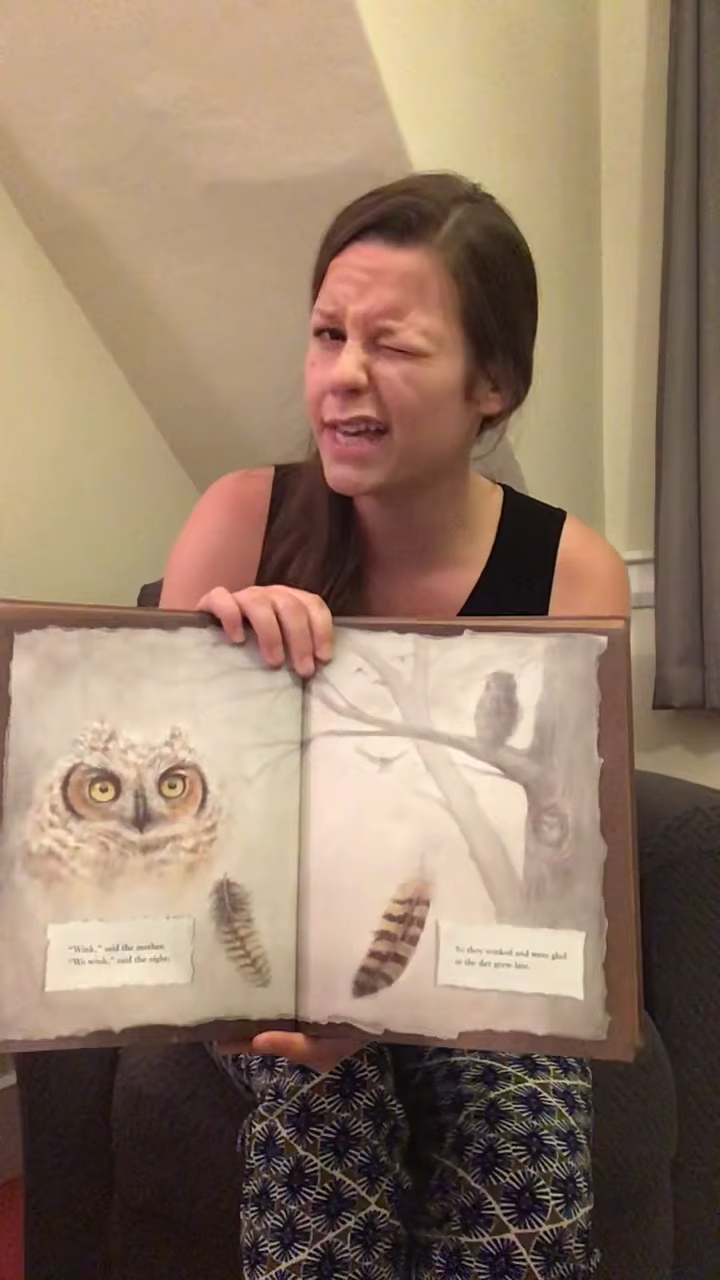 "Wink," said the mother.
"We wink," said the eight.
So they winked and were glad
as the day grew late.